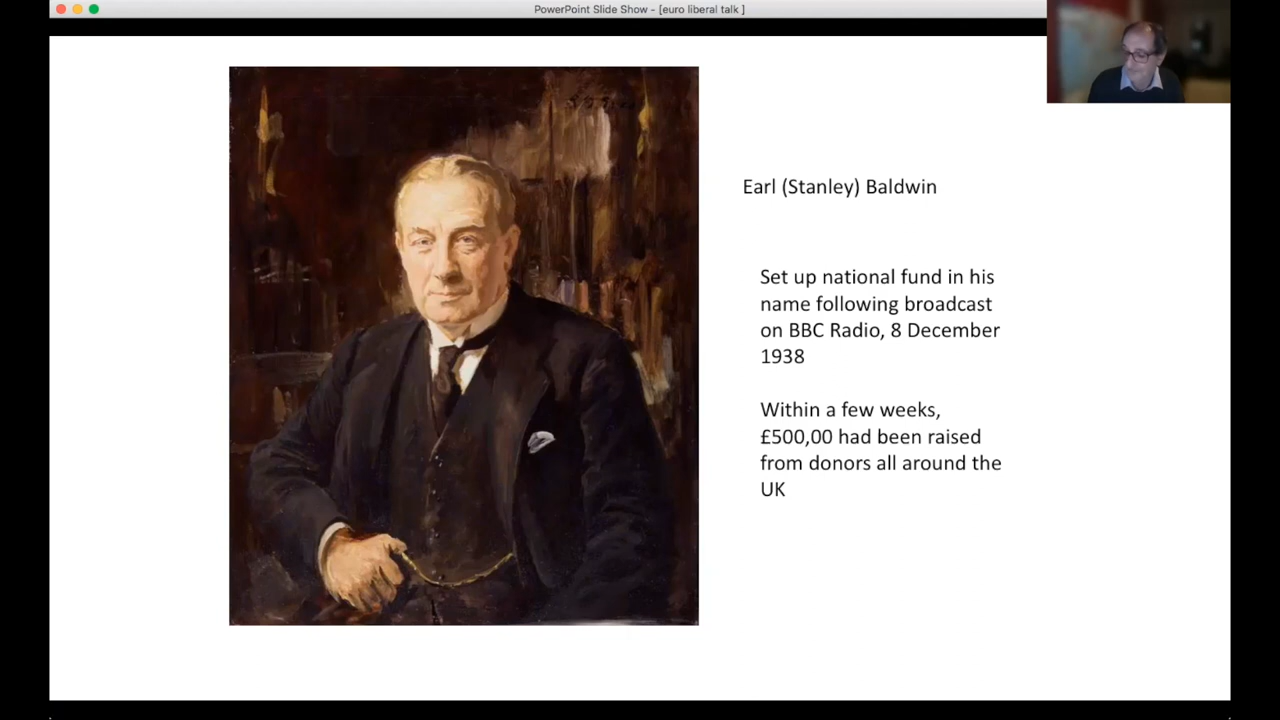 PowerPoint Slide Show - [euro liberal talk ]
Earl (Stanley) Baldwin
Set up national fund in his
name following broadcast
on BBC Radio, 8 December
1938
Within a few weeks,
£500,00 had been raised
from donors all around the
UK